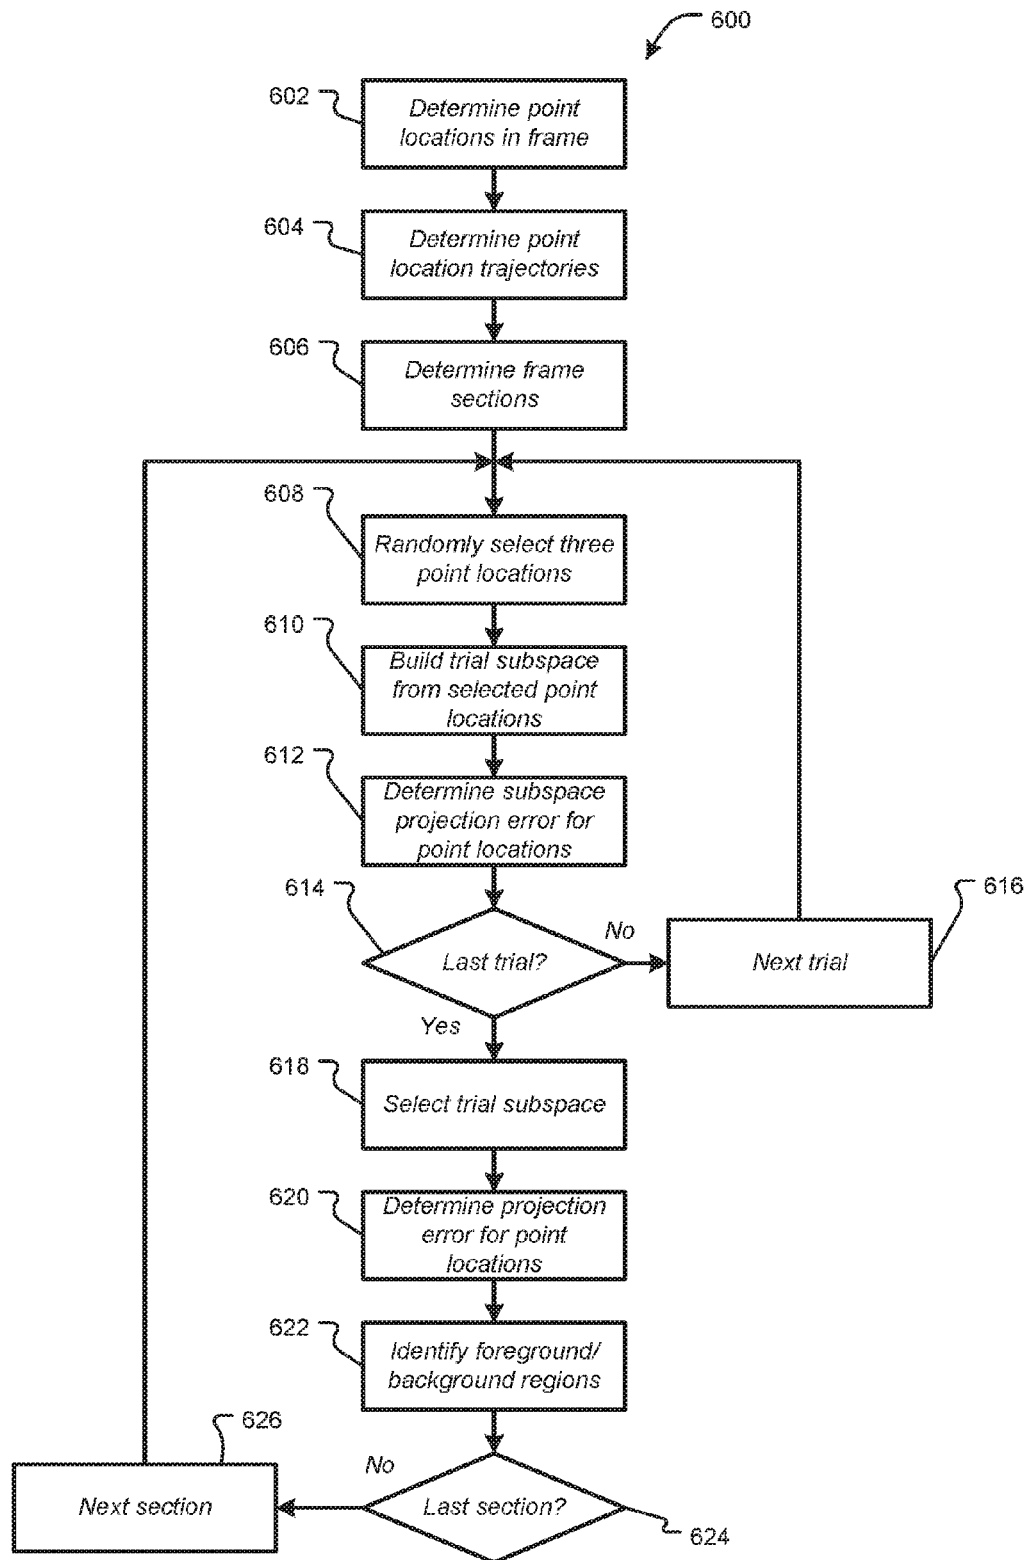 600
602
Determine point
locations in frame
604
Determine point
location trajectories
606
Determine frame
sections
608
Randomly select three
point locations
610
Build trial subspace
from selected point
locations
612
Determine subspace
projection error for
point locations
614
Last trial?
No
616
Next trial
Yes
618
Select trial subspace
620
Determine projection
error for point
locations
622
Identify foreground/
background regions
626
Next section
No
Last section?
624